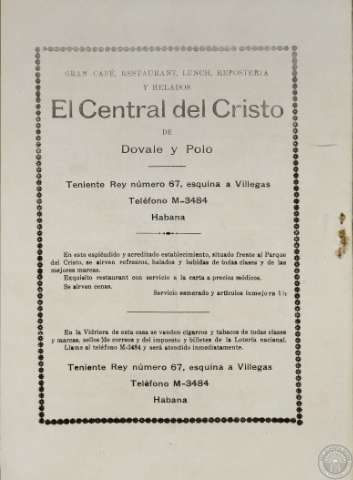 GRAN CAFÉ, RESTAURANT, LUNCH, REPOSTERIA
Y HELADOS
El Central del Cristo
DE
Dovale y Polo
Teniente Rey número 67, esquina a Villegas
Teléfono M-3484
Habana
En este espléndido y acreditado establecimiento, situado frente al Parque
del Cristo, se sirven refrescos, helados y bebidas de todas clases y de las
mejores marcas.
Exquisito restaurant con servicio a la carta a precios módicos.
Se sirven cenas.
Servicio esmerado y artículos
En la Vidriera de esta casa se venden cigarros y tabacos de todas clases
y marcas, sellos de correos y del impuesto y billetes de la Lotería nacional.
Llame al teléfono M-3484 y será atendido inmediatamente.
Teniente Rey número 67, esquina a Villegas
Teléfono M-3484
Habana